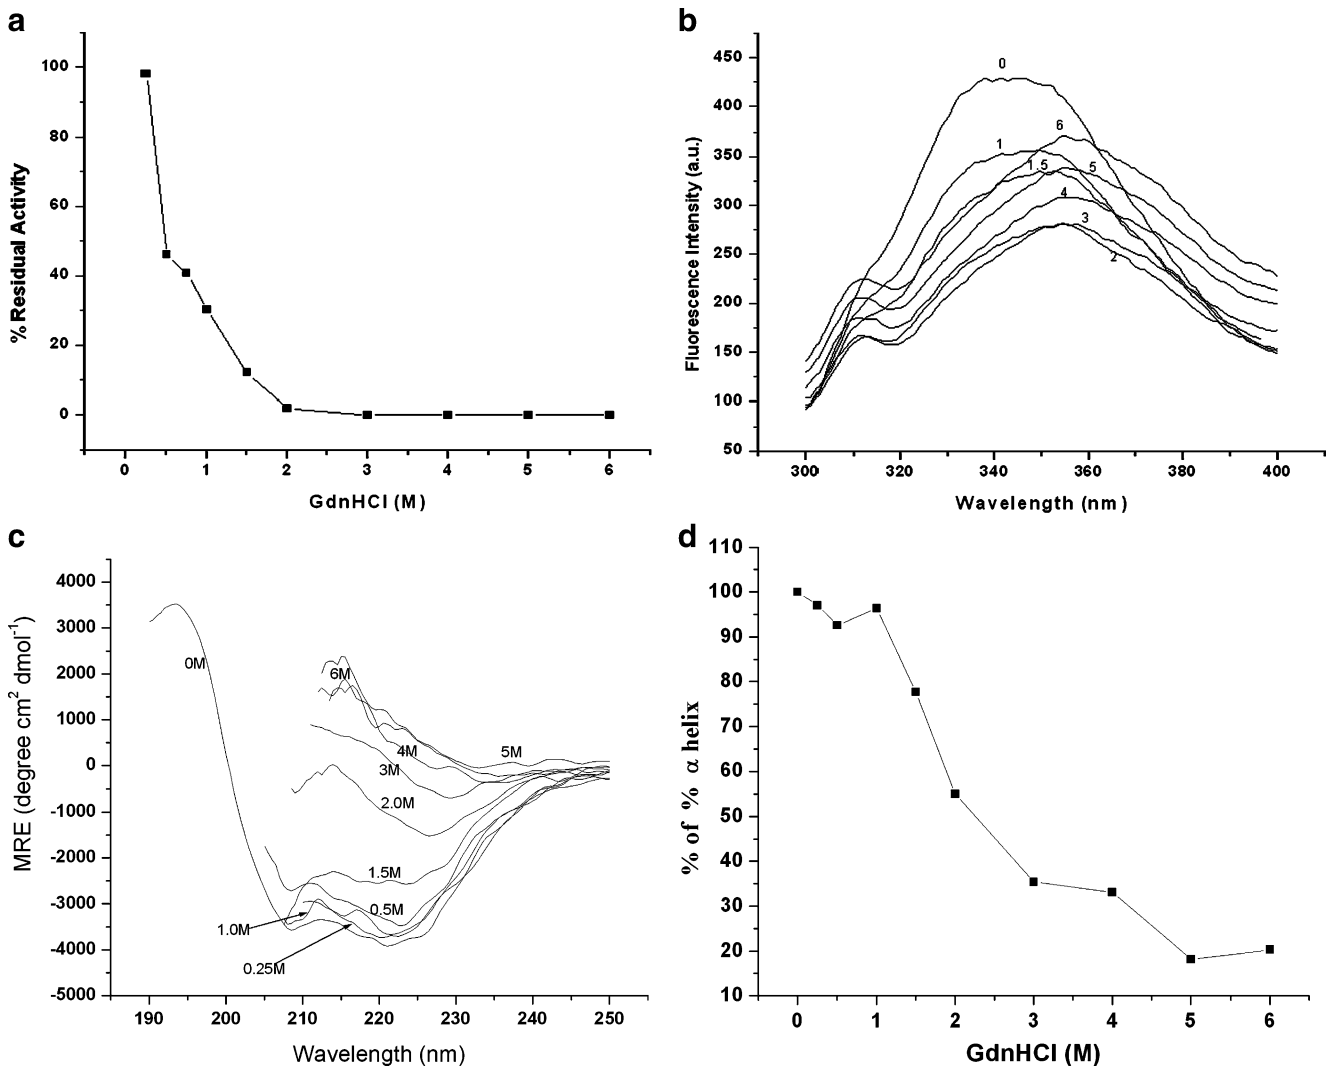 a
% Residual Activity
100
80
60
40
20
0
0 1 2 3 4 5 6
GdnHCl (M)
b
Fluorescence Intensity (a.u.)
450
400
350
300
250
200
150
100
50
0
6
1
1.5
5
4
3
2
300 320 340 360 380 400
Wavelength (nm)
c
MRE (degree cm² dmol⁻¹)
4000
3000
2000
1000
0
-1000
-2000
-3000
-4000
-5000
0M
6M
4M
5M
3M
2.0M
1.5M
0.5M
1.0M
0.25M
190 200 210 220 230 240 250
Wavelength (nm)
d
% of % α helix
110
100
90
80
70
60
50
40
30
20
10
0 1 2 3 4 5 6
GdnHCl (M)